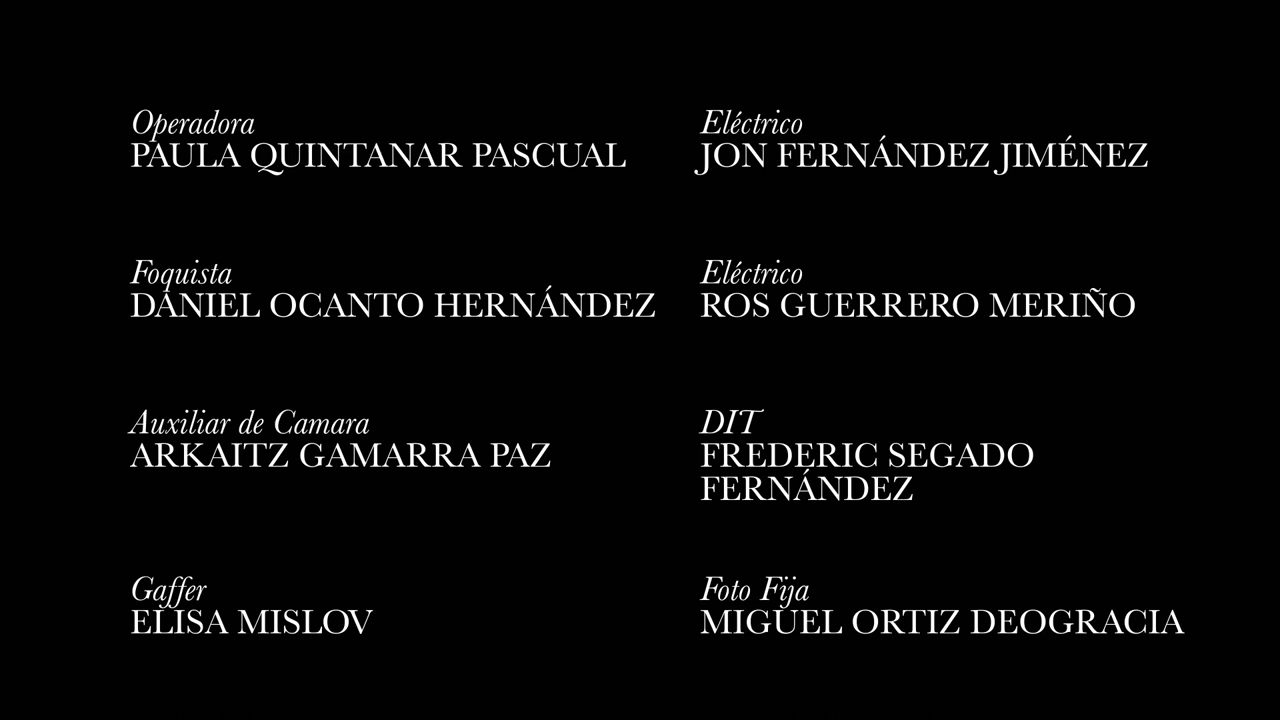 Operadora
PAULA QUINTANAR PASCUAL
Foquista
DANIEL OCANTO HERNÁNDEZ
Auxiliar de Camara
ARKAITZ GAMARRA PAZ
Gaffer
ELISA MISLOV
Eléctrico
JON FERNÁNDEZ JIMÉNEZ
Eléctrico
ROS GUERRERO MERIÑO
DIT
FREDERIC SEGADO
FERNÁNDEZ
Foto Fija
MIGUEL ORTIZ DEOGRACIA